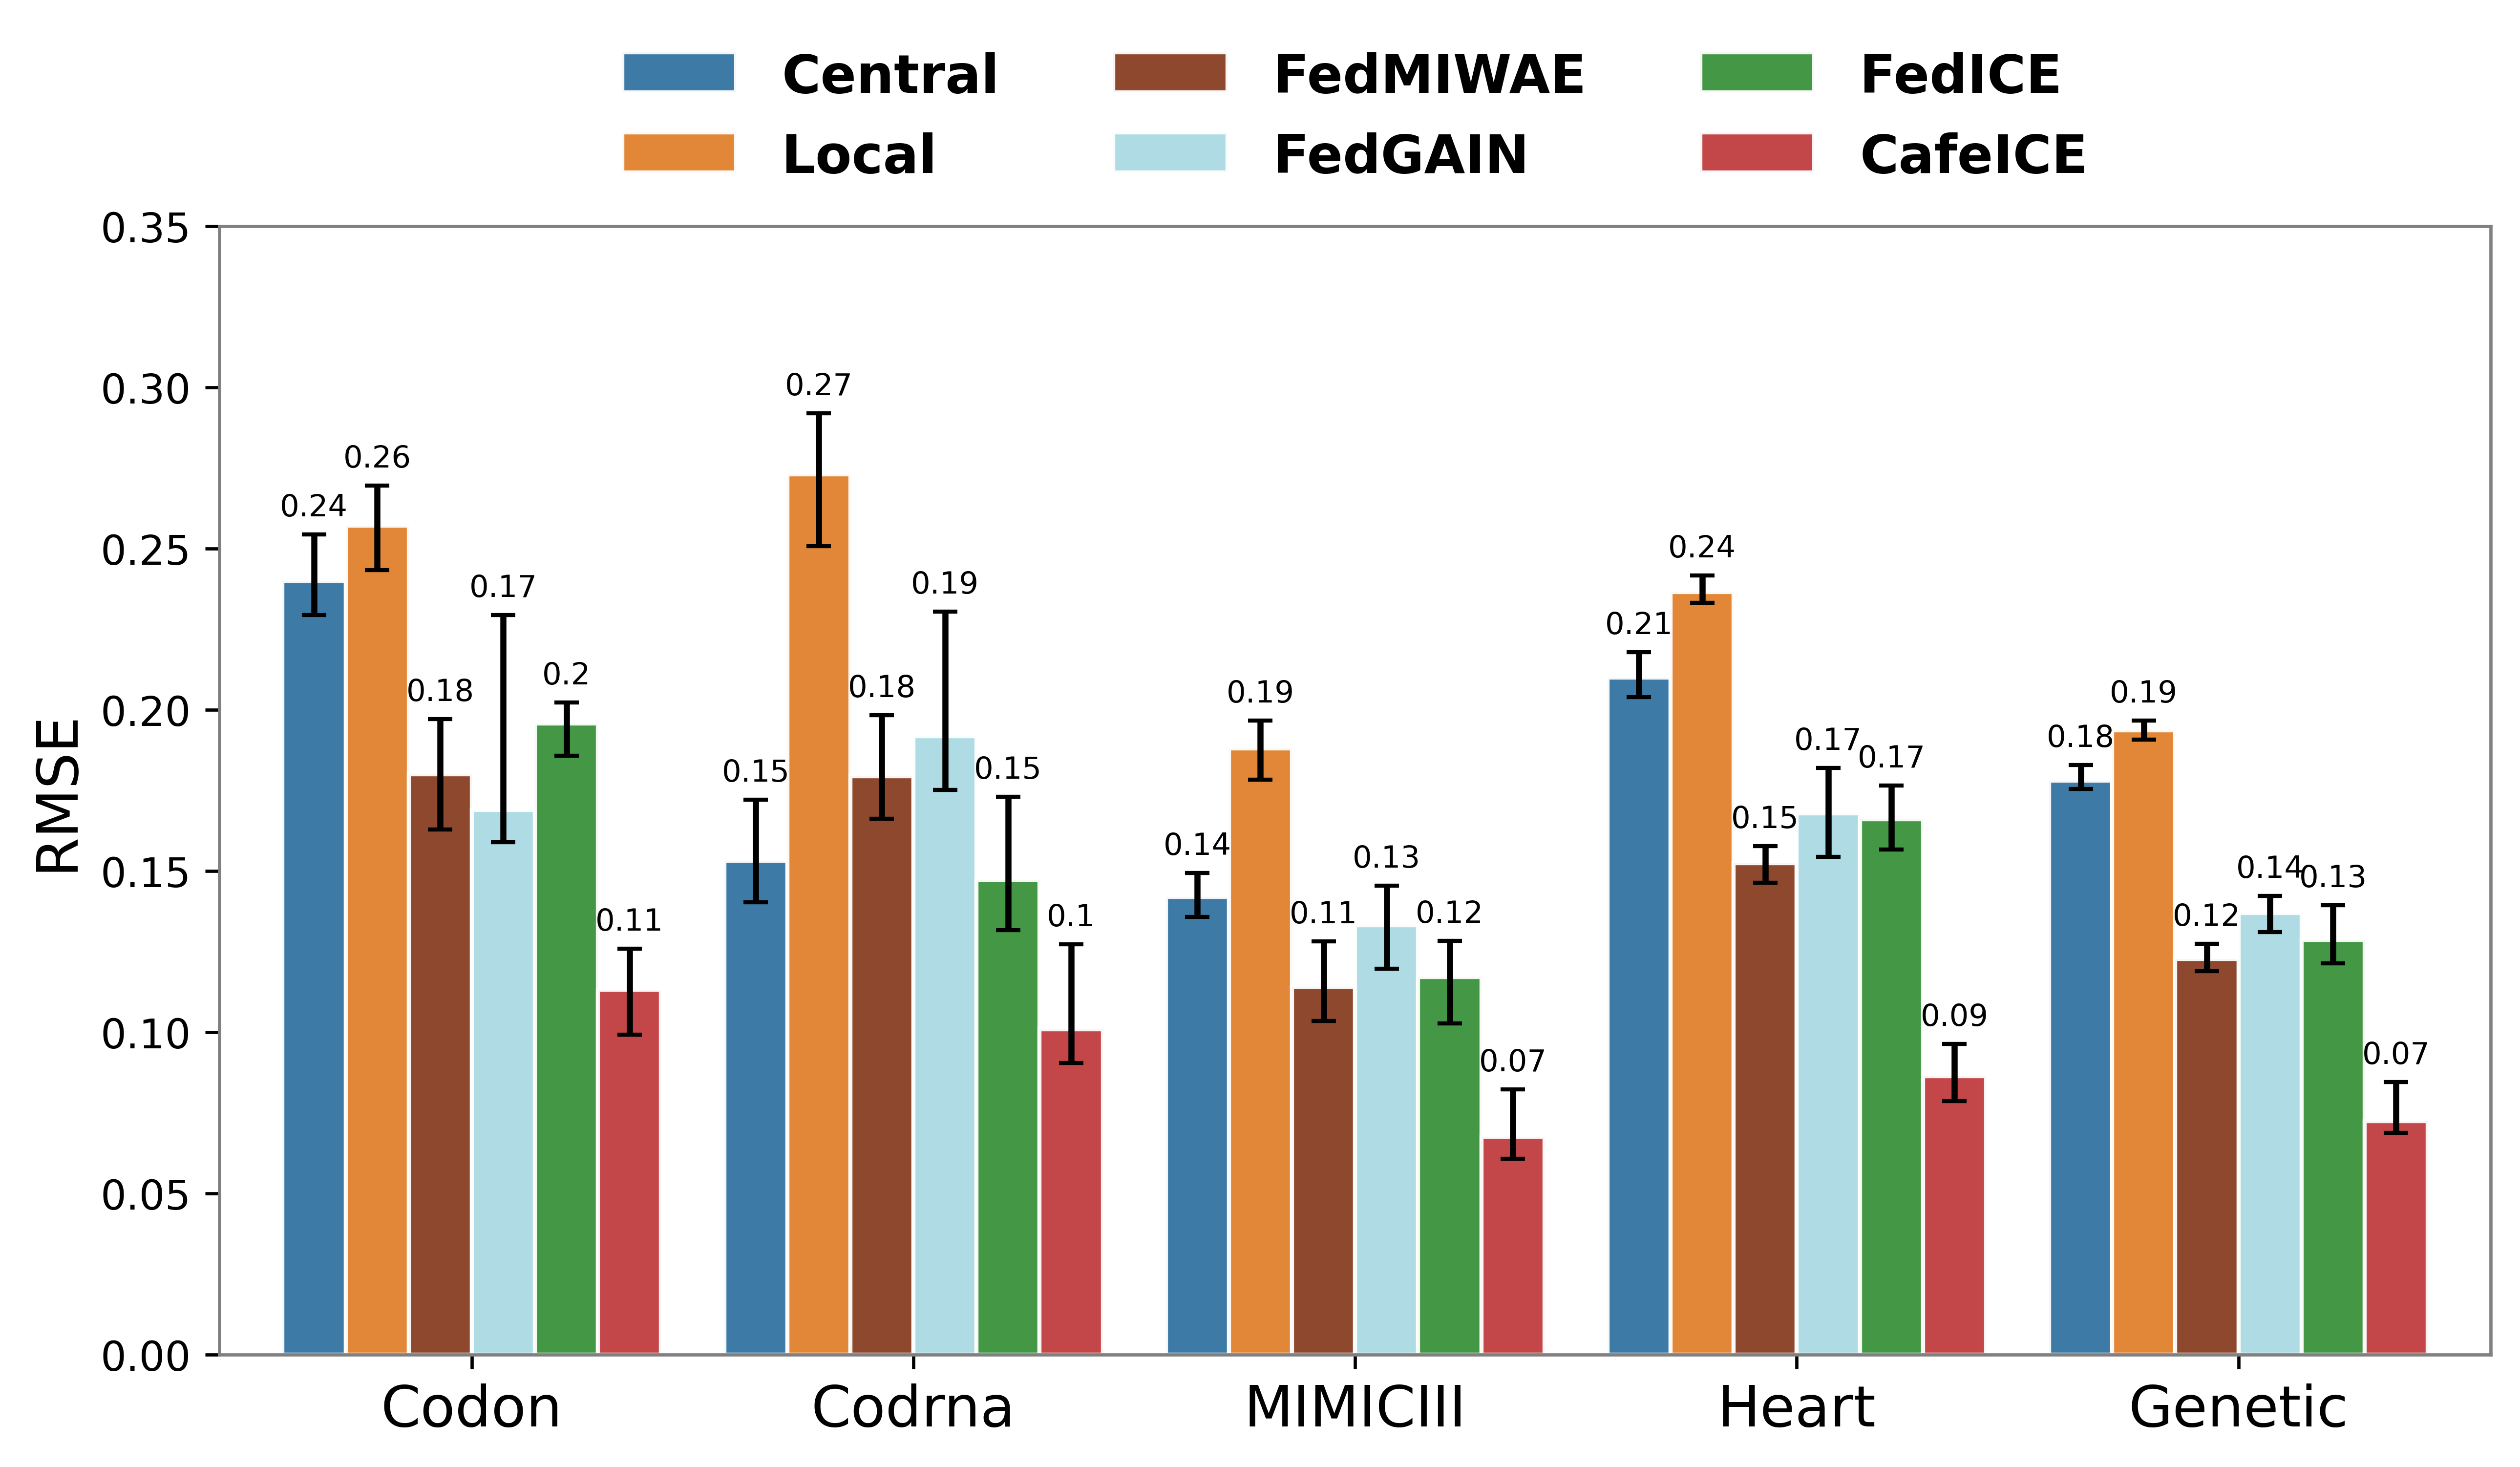 Central FedMIWAE FedICE
Local FedGAIN CafeICE
RMSE
0.35
0.30
0.25
0.20
0.15
0.10
0.05
0.00
0.24 0.26 0.18 0.17 0.2 0.11
0.15 0.27 0.18 0.19 0.15 0.1
0.14 0.19 0.11 0.13 0.12 0.07
0.21 0.24 0.15 0.17 0.17 0.09
0.18 0.19 0.12 0.14 0.13 0.07
Codon Codrna MIMICIII Heart Genetic